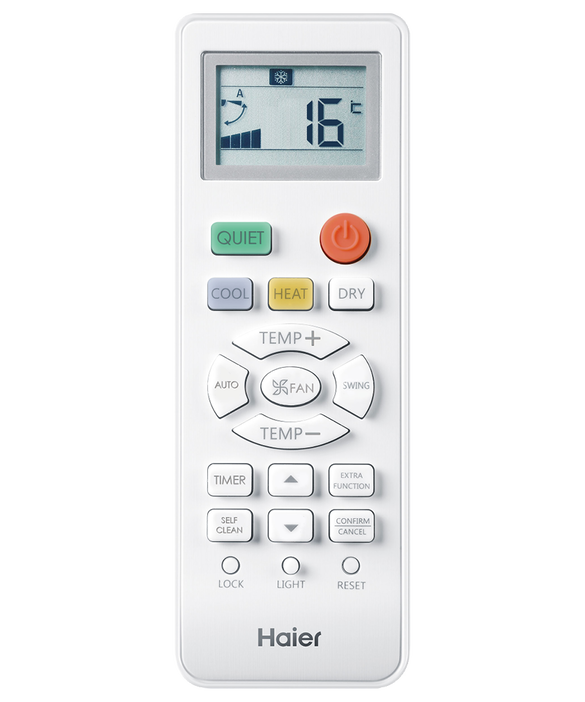 A
16 °C
QUIET
COOL HEAT DRY
TEMP+
AUTO FAN SWING
TEMP−
TIMER
EXTRA
FUNCTION
SELF
CLEAN
CONFIRM
CANCEL
LOCK LIGHT RESET
Haier